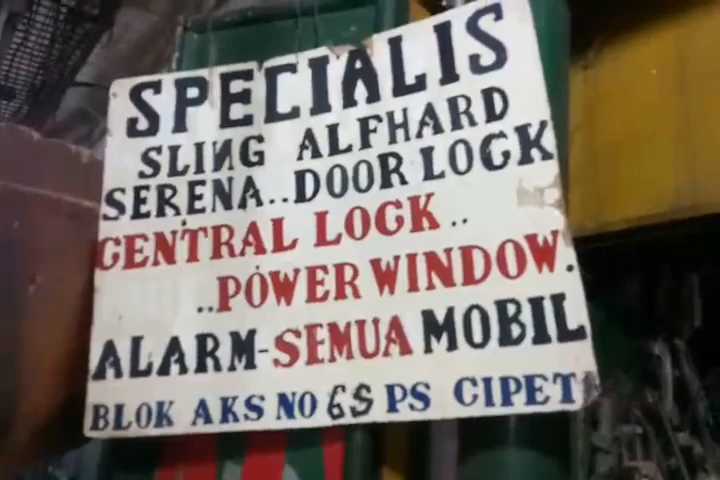 SPECIALIS
SLING ALFHARD
SERENA..DOOR LOCK
CENTRAL LOCK..
..POWER WINDOW.
ALARM-SEMUA MOBIL
BLOK AKS NO 6S PS CIPET